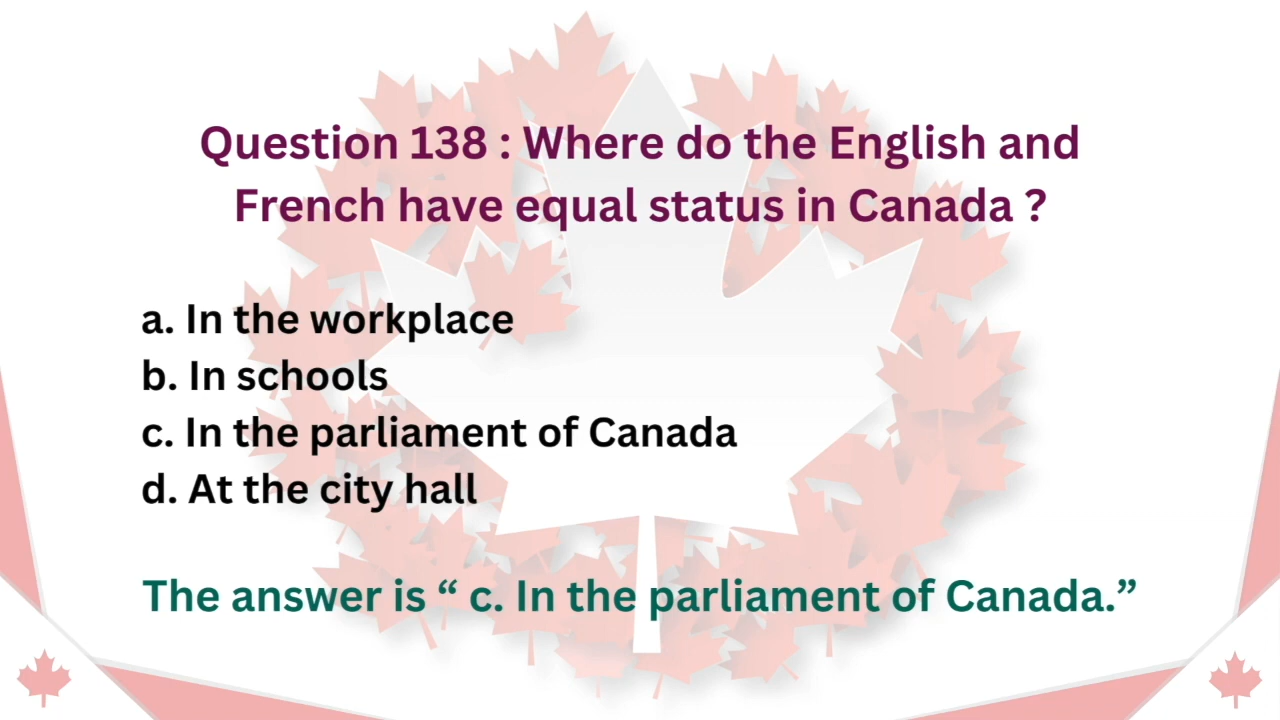 Question 138 : Where do the English and
French have equal status in Canada ?
a. In the workplace
b. In schools
c. In the parliament of Canada
d. At the city hall
The answer is “ c. In the parliament of Canada.”